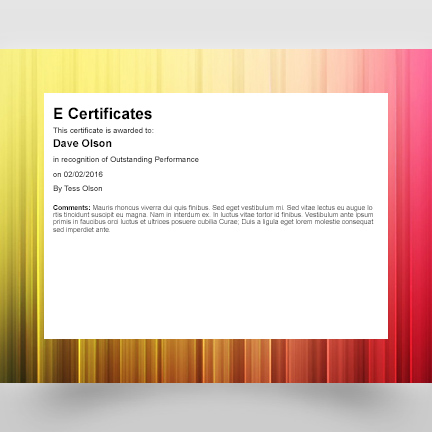 E Certificates
This certificate is awarded to:
Dave Olson
in recognition of Outstanding Performance
on 02/02/2016
By Tess Olson
Comments: Mauris rhoncus viverra dui quis finibus. Sed eget vestibulum mi. Sed vitae lectus eu augue lo
rtis tincidunt suscipit eu magna. Nam in interdum ex. In luctus vitae tortor id finibus. Vestibulum ante ipsum
primis in faucibus orci luctus et ultrices posuere cubilia Curae; Duis a ligula eget lorem molestie consequat
sed imperdiet ante.